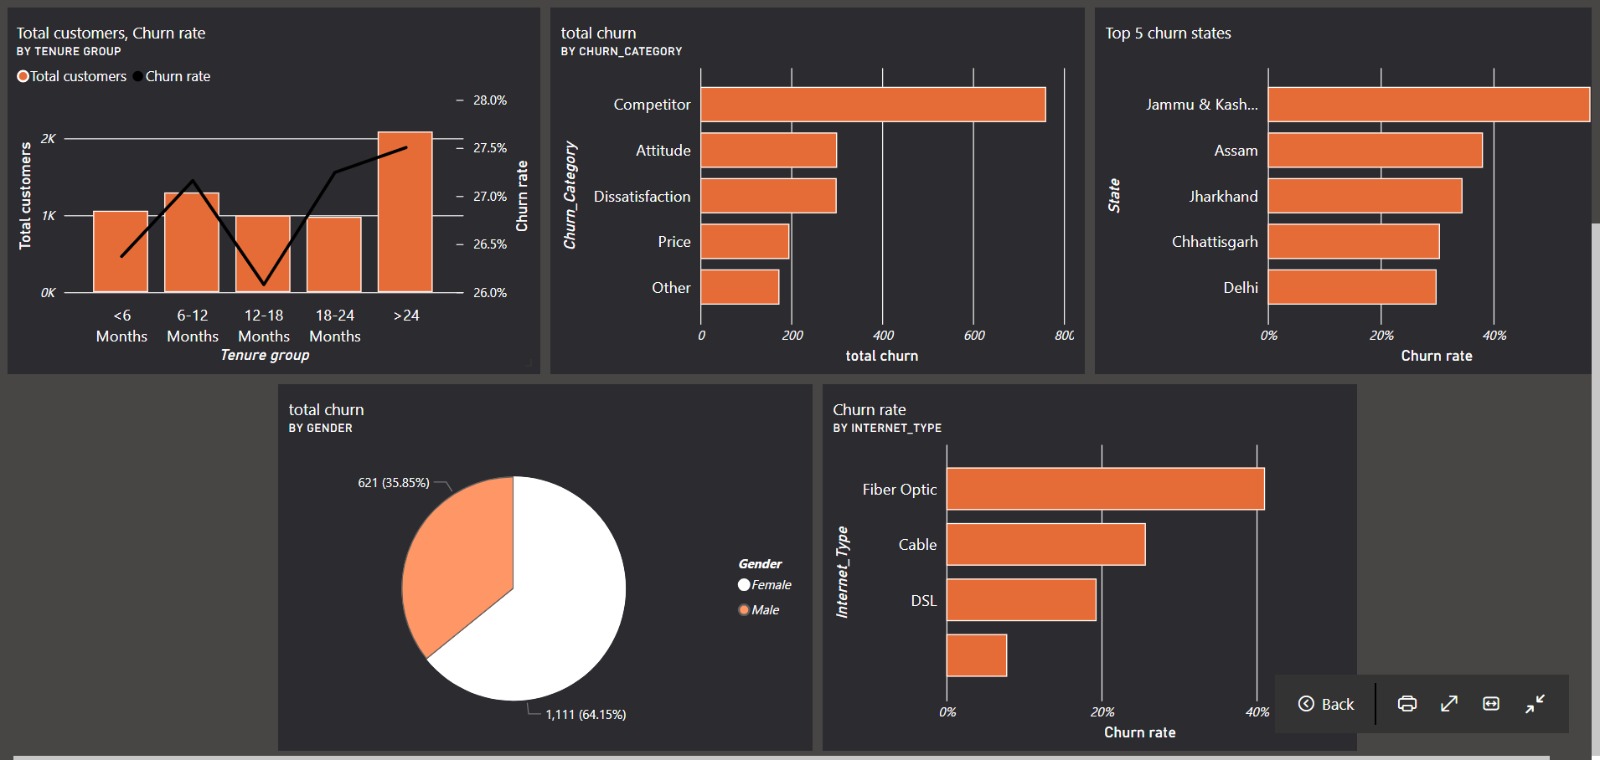 Total customers, Churn rate
BY TENURE GROUP
Total customers Churn rate
Total customers
2K
1K
0K
28.0%
27.5%
27.0%
26.5%
26.0%
Churn rate
<6 Months
6-12 Months
12-18 Months
18-24 Months
>24
Tenure group
total churn
BY CHURN_CATEGORY
Churn_Category
Competitor
Attitude
Dissatisfaction
Price
Other
0 200 400 600 800
total churn
Top 5 churn states
State
Jammu & Kash...
Assam
Jharkhand
Chhattisgarh
Delhi
0% 20% 40%
Churn rate
total churn
BY GENDER
621 (35.85%)
1,111 (64.15%)
Gender
Female
Male
Churn rate
BY INTERNET_TYPE
Internet_Type
Fiber Optic
Cable
DSL
0% 20% 40%
Churn rate
Back